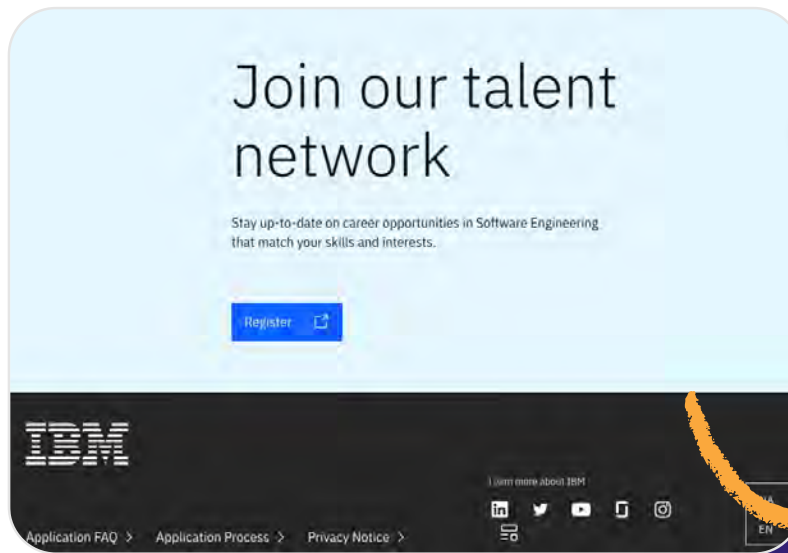 Join our talent
network
Stay up-to-date on career opportunities in Software Engineering
that match your skills and interests.
Register
IBM
Learn more about IBM
Application FAQ >
Application Process >
Privacy Notice >
EN